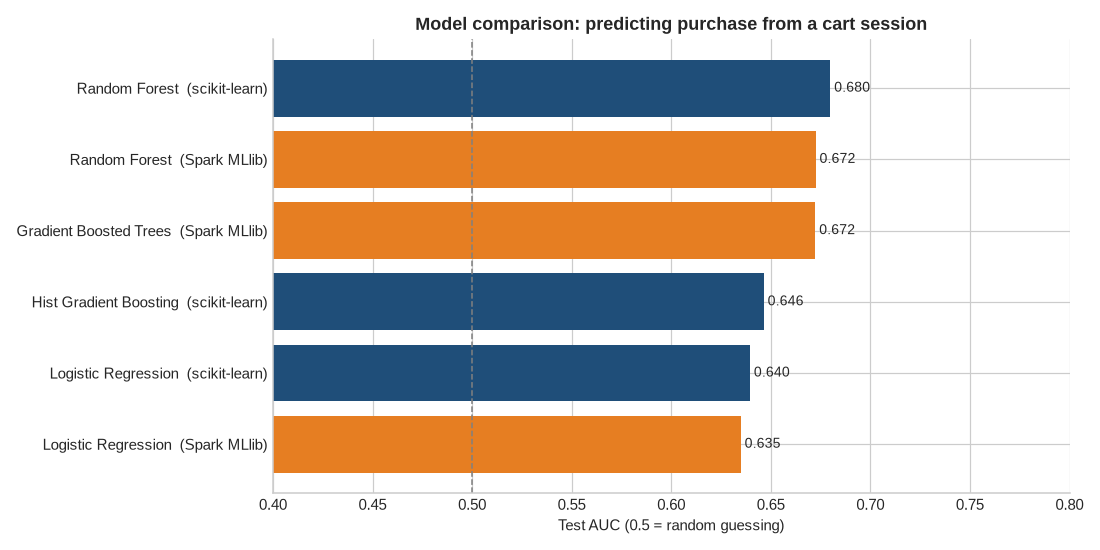 Model comparison: predicting purchase from a cart session
Random Forest (scikit-learn) 0.680
Random Forest (Spark MLlib) 0.672
Gradient Boosted Trees (Spark MLlib) 0.672
Hist Gradient Boosting (scikit-learn) 0.646
Logistic Regression (scikit-learn) 0.640
Logistic Regression (Spark MLlib) 0.635
0.40 0.45 0.50 0.55 0.60 0.65 0.70 0.75 0.80
Test AUC (0.5 = random guessing)